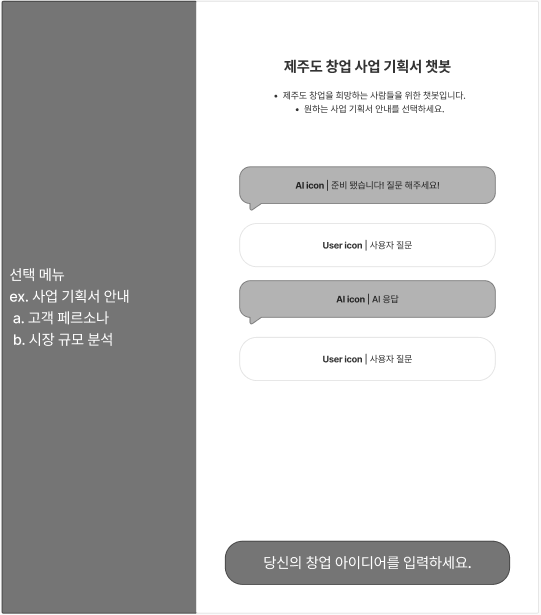 선택 메뉴
ex. 사업 기획서 안내
a. 고객 페르소나
b. 시장 규모 분석
제주도 창업 사업 기획서 챗봇
• 제주도 창업을 희망하는 사람들을 위한 챗봇입니다.
• 원하는 사업 기획서 안내를 선택하세요.
AI icon | 준비 됐습니다! 질문 해주세요!
User icon | 사용자 질문
AI icon | AI 응답
User icon | 사용자 질문
당신의 창업 아이디어를 입력하세요.